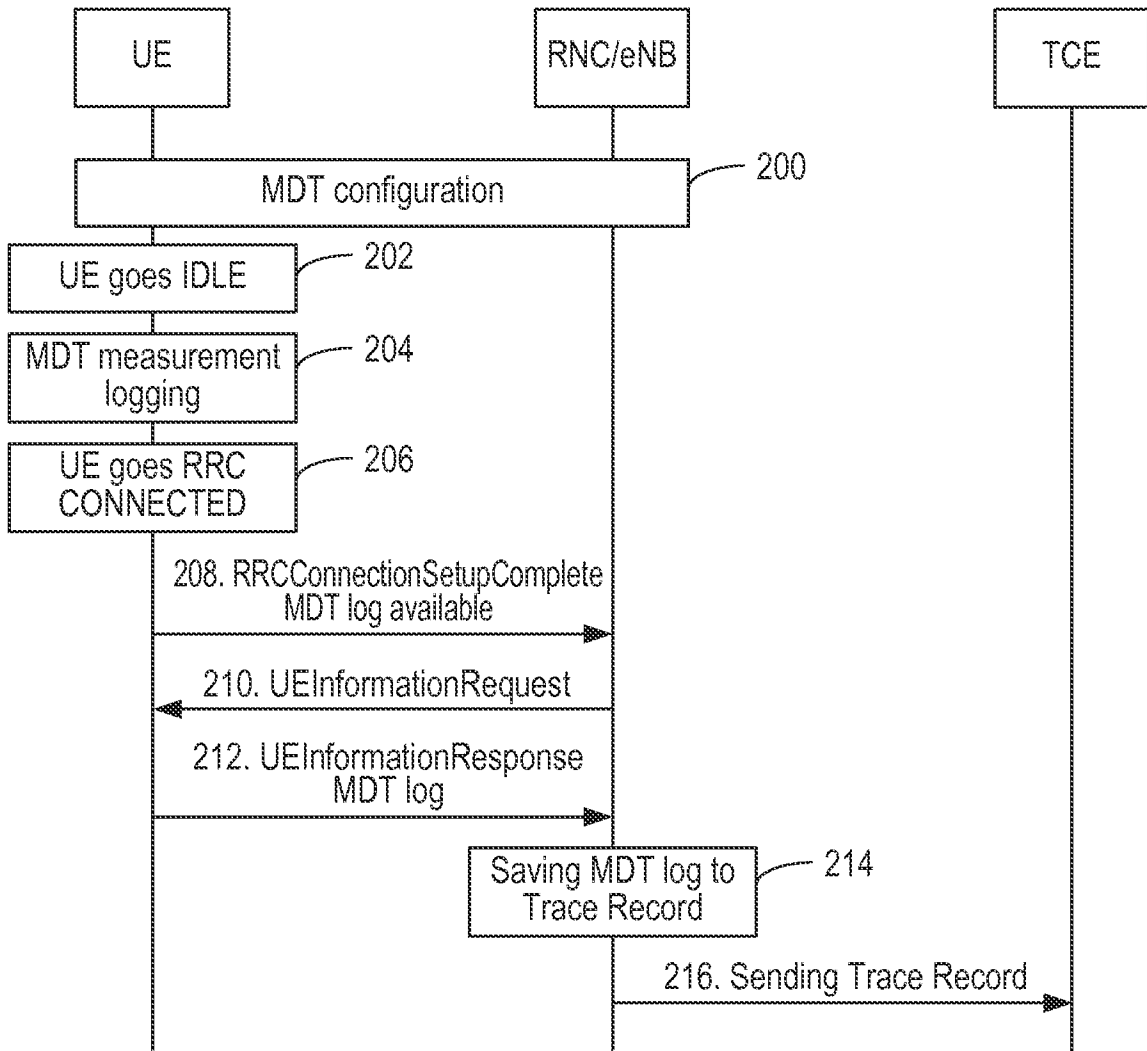 UE
RNC/eNB
TCE
MDT configuration
200
UE goes IDLE
202
MDT measurement
logging
204
UE goes RRC
CONNECTED
206
208. RRCConnectionSetupComplete
MDT log available
210. UEInformationRequest
212. UEInformationResponse
MDT log
Saving MDT log to
Trace Record
214
216. Sending Trace Record